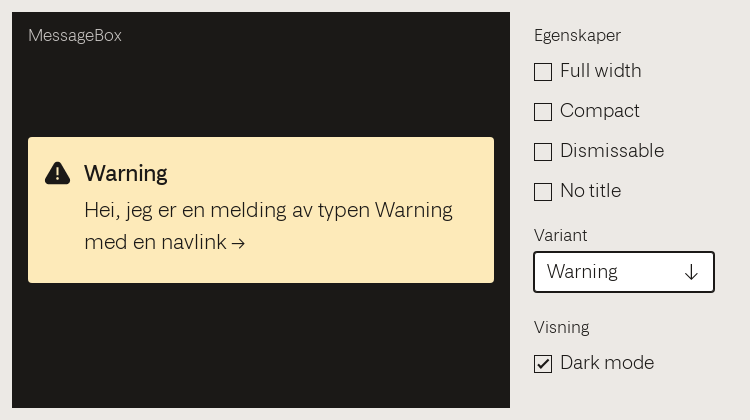 MessageBox
Warning
Hei, jeg er en melding av typen Warning
med en navlink →
Egenskaper
Full width
Compact
Dismissable
No title
Variant
Warning
Visning
Dark mode